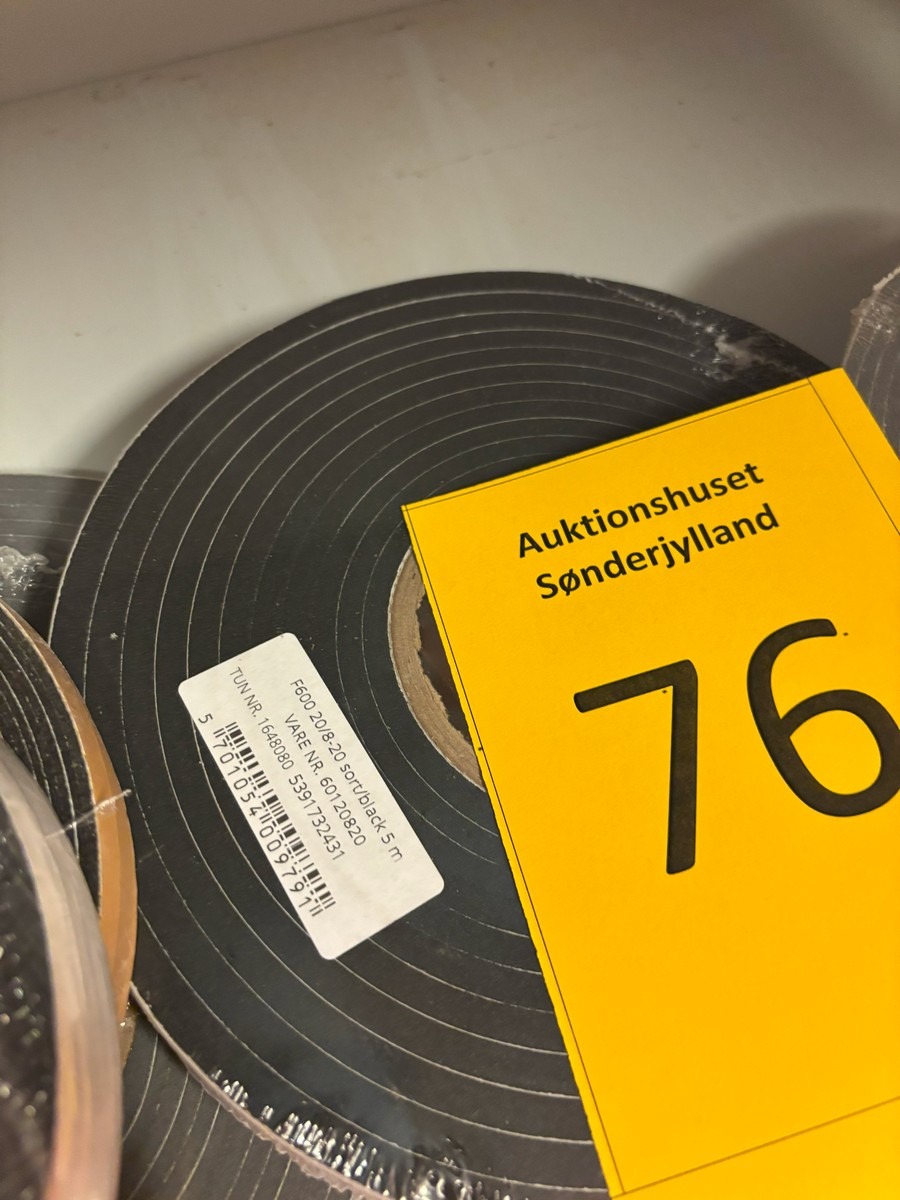 Auktionshuset
Sønderjylland
76
F600 20/8-20 sort/black 5 m
VARE NR. 60120820
TUN NR. 1648080 5391732431
5 701054 009791